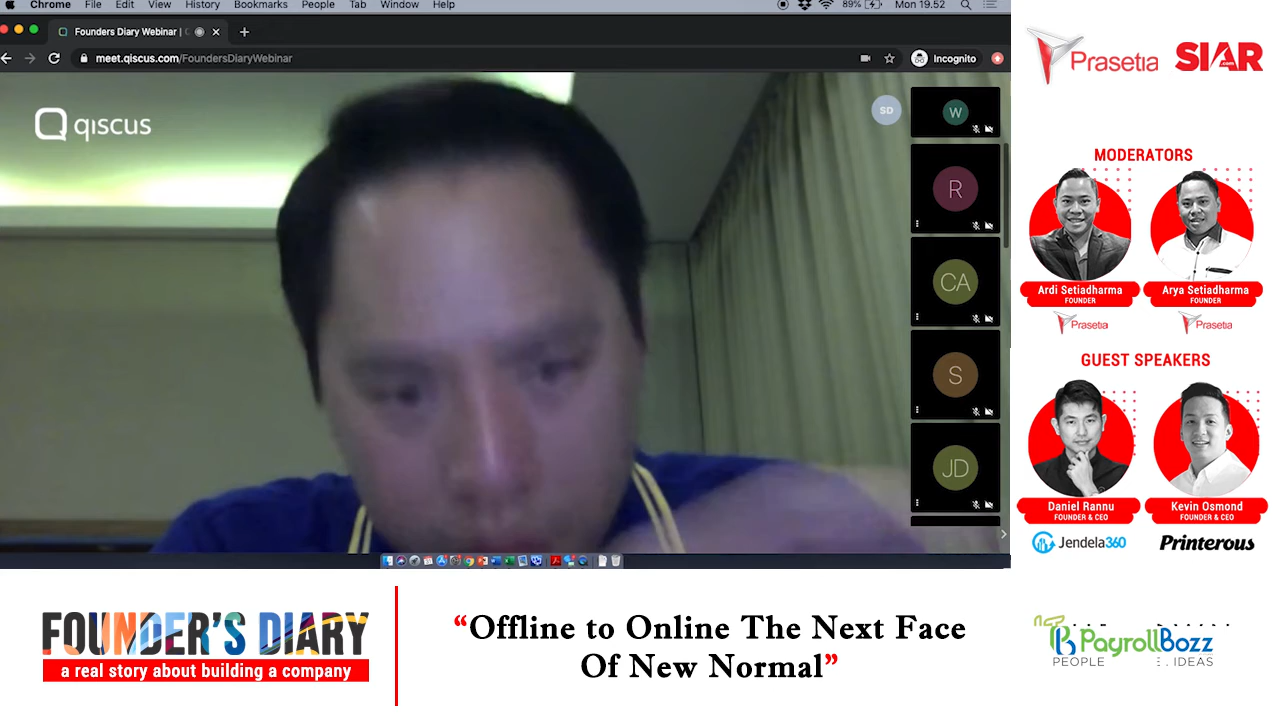 Chrome File Edit View History Bookmarks People Tab Window Help 89% Mon 19.52
Founders Diary Webinar |
meet.qiscus.com/FoundersDiaryWebinar Incognito
qiscus
SD
W
R
CA
S
JD
Prasetia SIAR
MODERATORS
Ardi Setiadharma
FOUNDER
Prasetia
Arya Setiadharma
FOUNDER
Prasetia
GUEST SPEAKERS
Daniel Rannu
FOUNDER & CEO
Jendela360
Kevin Osmond
FOUNDER & CEO
Printerous
FOUNDER'S DIARY
a real story about building a company
“Offline to Online The Next Face
Of New Normal”
PayrollBozz
PEOPLE IDEAS